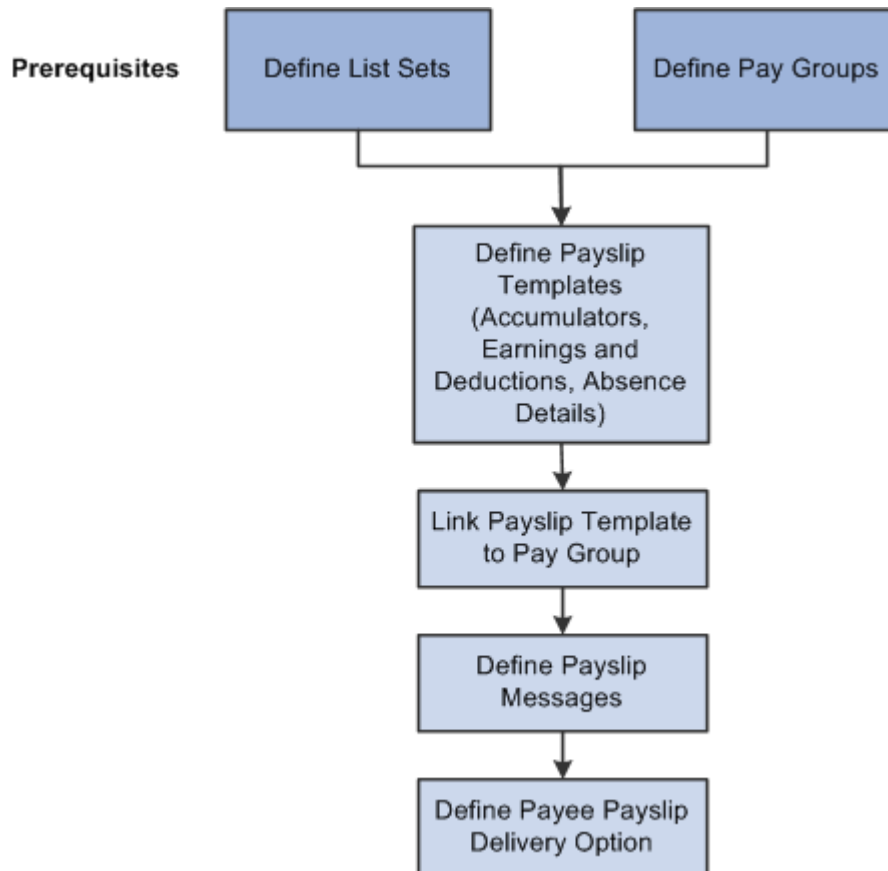 Prerequisites
Define List Sets
Define Pay Groups
Define Payslip
Templates
(Accumulators,
Earnings and
Deductions, Absence
Details)
Link Payslip Template
to Pay Group
Define Payslip
Messages
Define Payee Payslip
Delivery Option